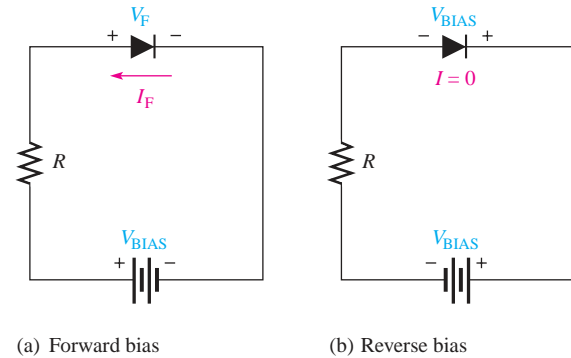 V_F
+ −
I_F
R
V_BIAS
+ −
(a) Forward bias
V_BIAS
− +
I = 0
R
V_BIAS
− +
(b) Reverse bias